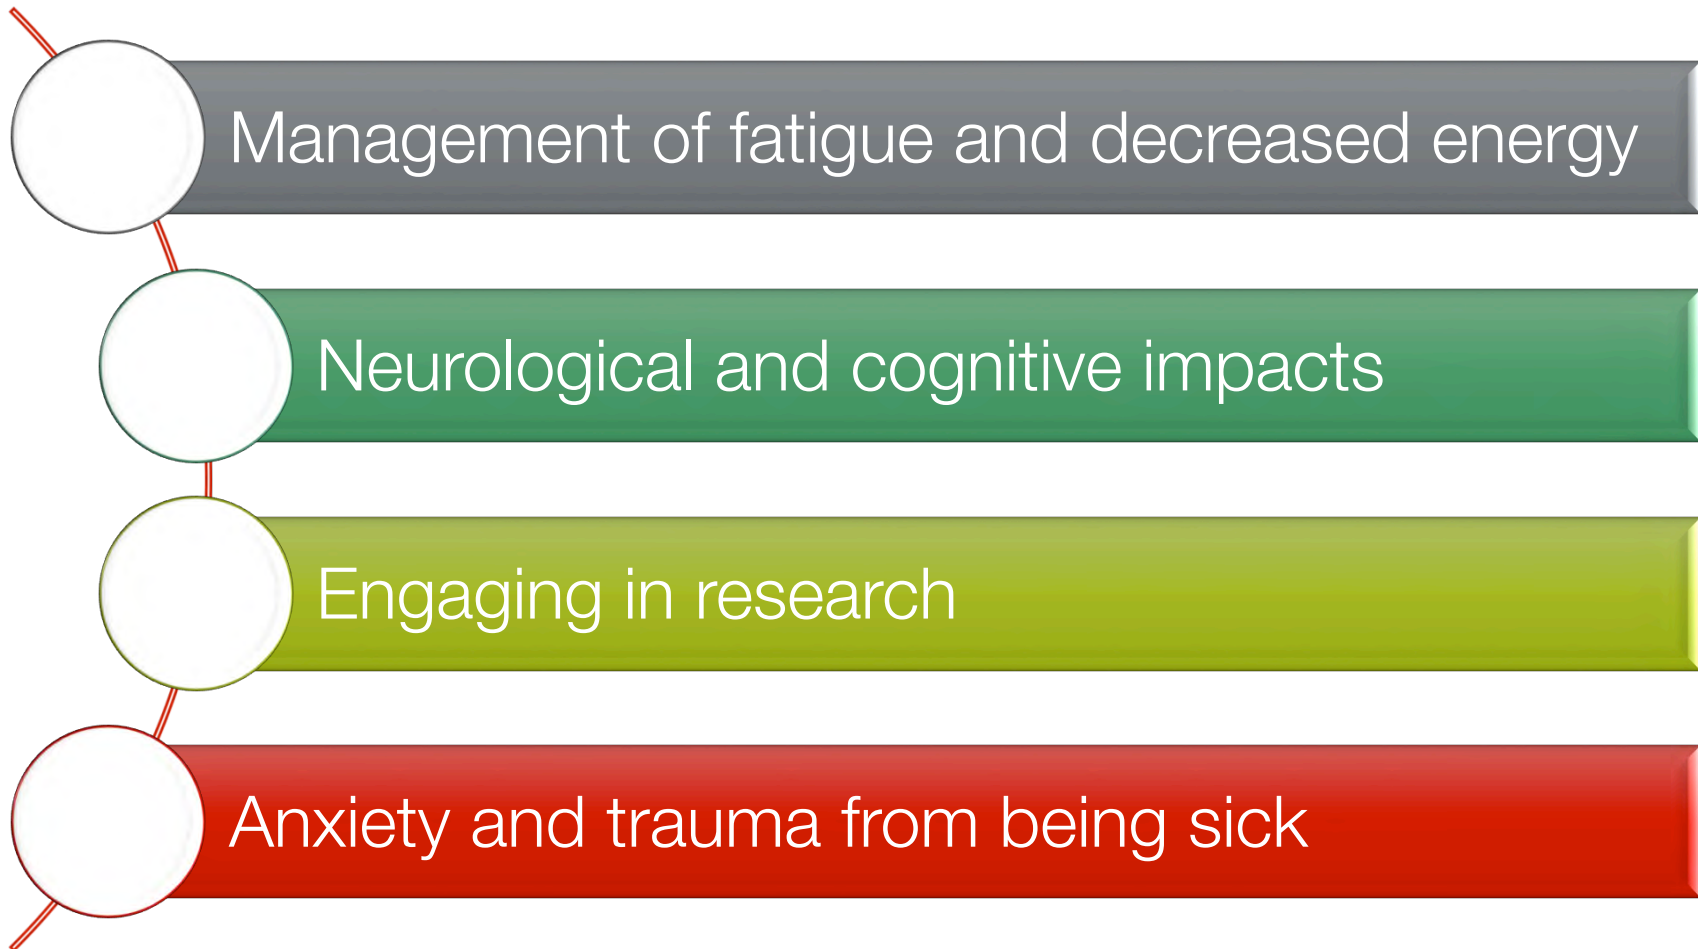 Management of fatigue and decreased energy
Neurological and cognitive impacts
Engaging in research
Anxiety and trauma from being sick